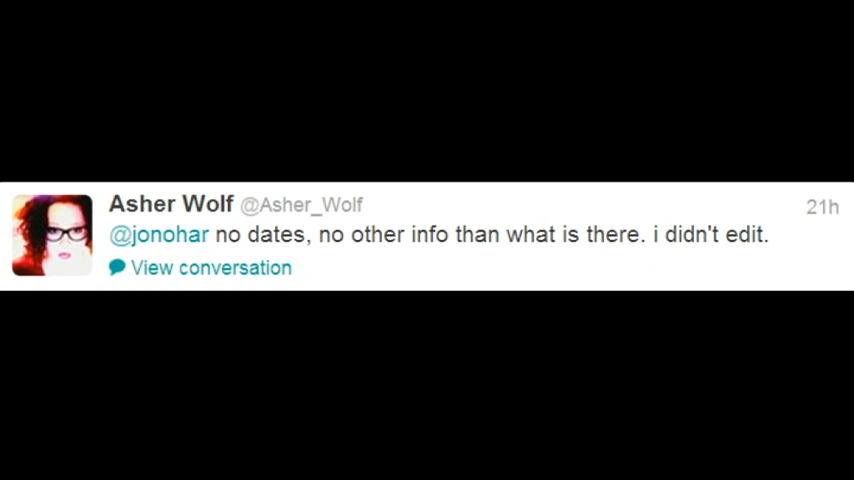 Asher Wolf @Asher_Wolf 21h
@jonohar no dates, no other info than what is there. i didn't edit.
View conversation